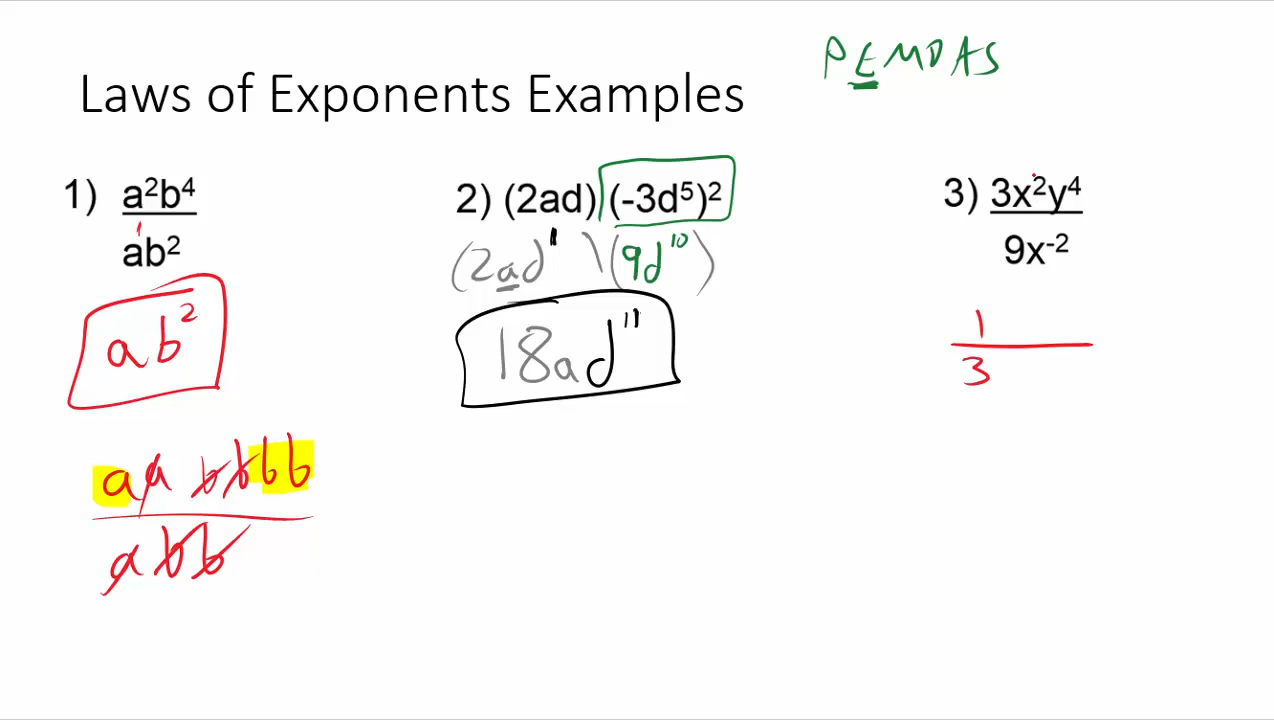 PEMDAS
Laws of Exponents Examples
1) a²b⁴
1
ab²
ab²
aa bbbb
abb
2) (2ad) (-3d⁵)²
(2ad¹)(9d¹⁰)
18ad¹¹
3) 3x²y⁴
9x⁻²
1
3